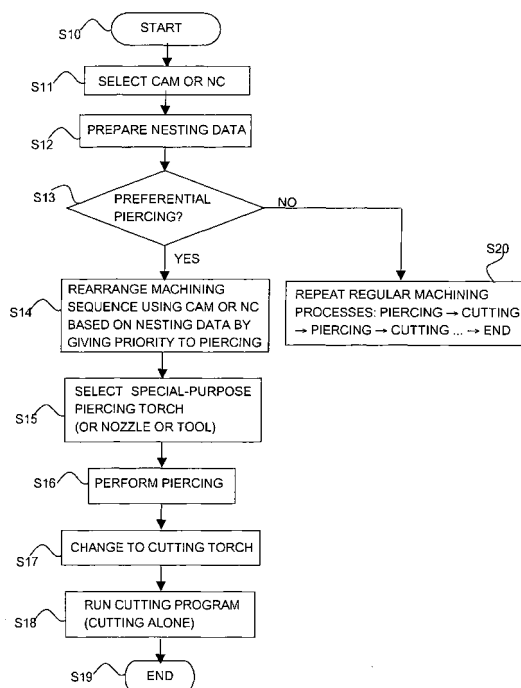 S10
START
S11
SELECT CAM OR NC
S12
PREPARE NESTING DATA
S13
PREFERENTIAL
PIERCING?
NO
YES
S14
REARRANGE MACHINING
SEQUENCE USING CAM OR NC
BASED ON NESTING DATA BY
GIVING PRIORITY TO PIERCING
S20
REPEAT REGULAR MACHINING
PROCESSES: PIERCING → CUTTING
→ PIERCING → CUTTING ... → END
S15
SELECT SPECIAL-PURPOSE
PIERCING TORCH
(OR NOZZLE OR TOOL)
S16
PERFORM PIERCING
S17
CHANGE TO CUTTING TORCH
S18
RUN CUTTING PROGRAM
(CUTTING ALONE)
S19
END